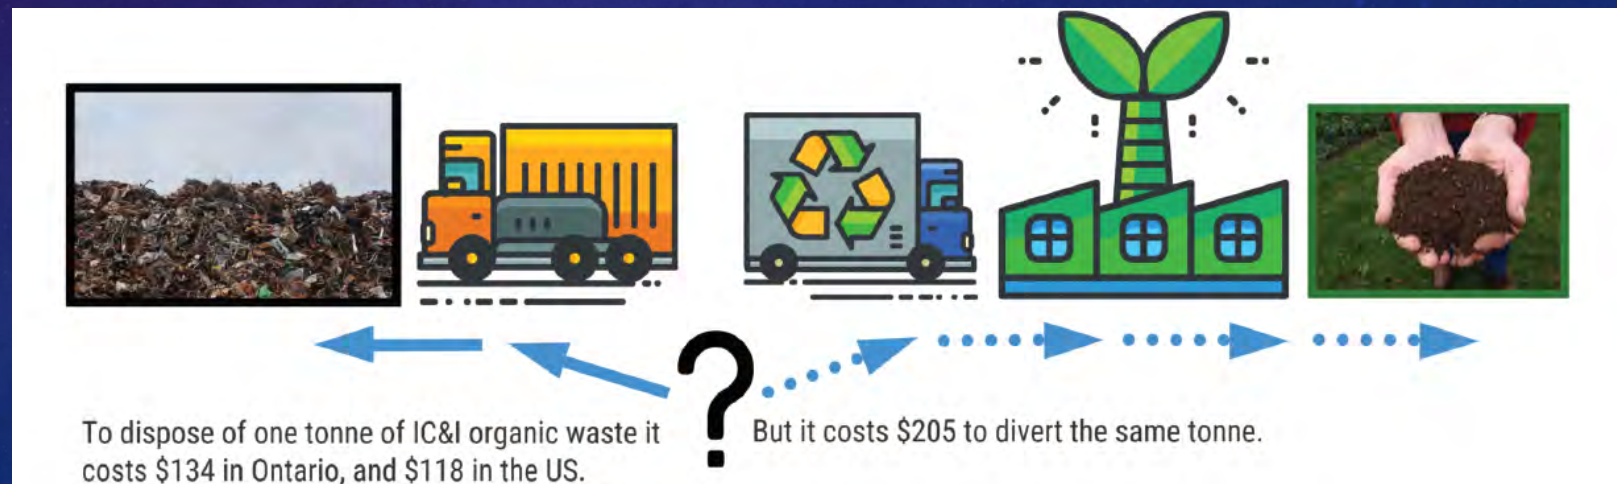 To dispose of one tonne of IC&I organic waste it
costs $134 in Ontario, and $118 in the US.
?
But it costs $205 to divert the same tonne.